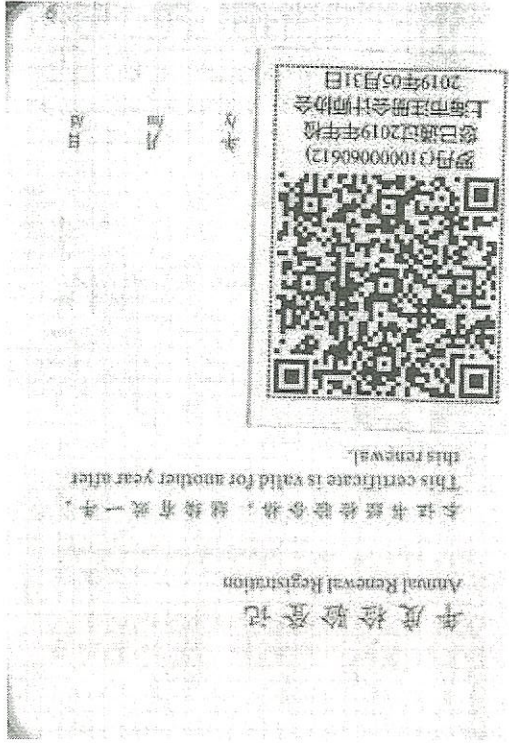 年度检验登记
Annual Renewal Registration
本证书经检验合格，继续有效一年。
This certificate is valid for another year after
this renewal.
罗丹(310000060612)
您已通过2019年年检
上海市注册会计师协会
2019年05月31日
年 月 日
/y /m /d